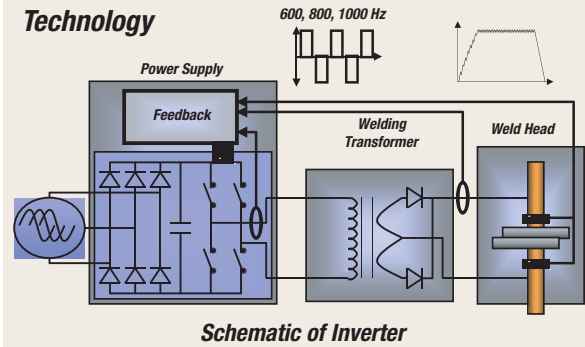 Technology
600, 800, 1000 Hz
Power Supply
Feedback
Welding
Transformer
Weld Head
Schematic of Inverter